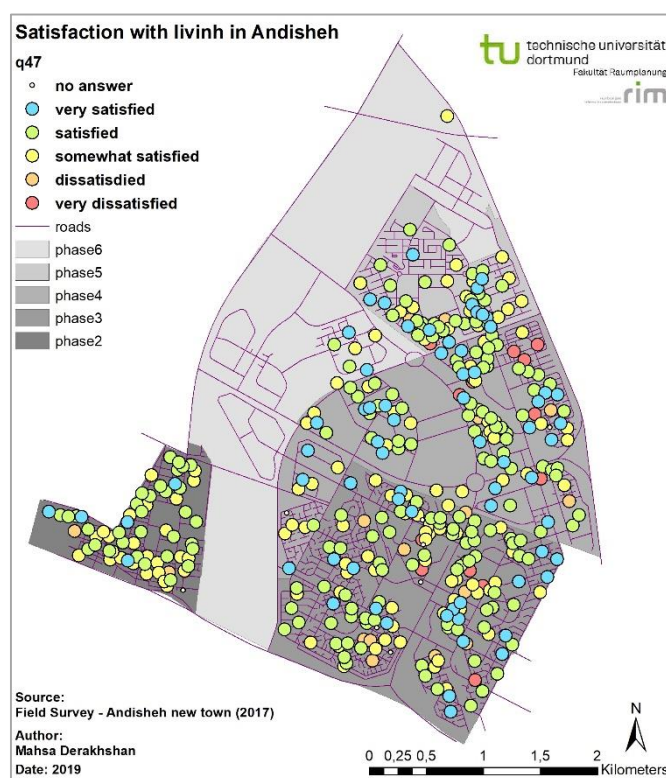 Satisfaction with livinh in Andisheh
q47
no answer
very satisfied
satisfied
somewhat satisfied
dissatisdied
very dissatisfied
roads
phase6
phase5
phase4
phase3
phase2
tu technische universität
dortmund
Fakultät Raumplanung
rim
Source:
Field Survey - Andisheh new town (2017)
Author:
Mahsa Derakhshan
Date: 2019
N
0 0,25 0,5 1 1,5 2
Kilometers